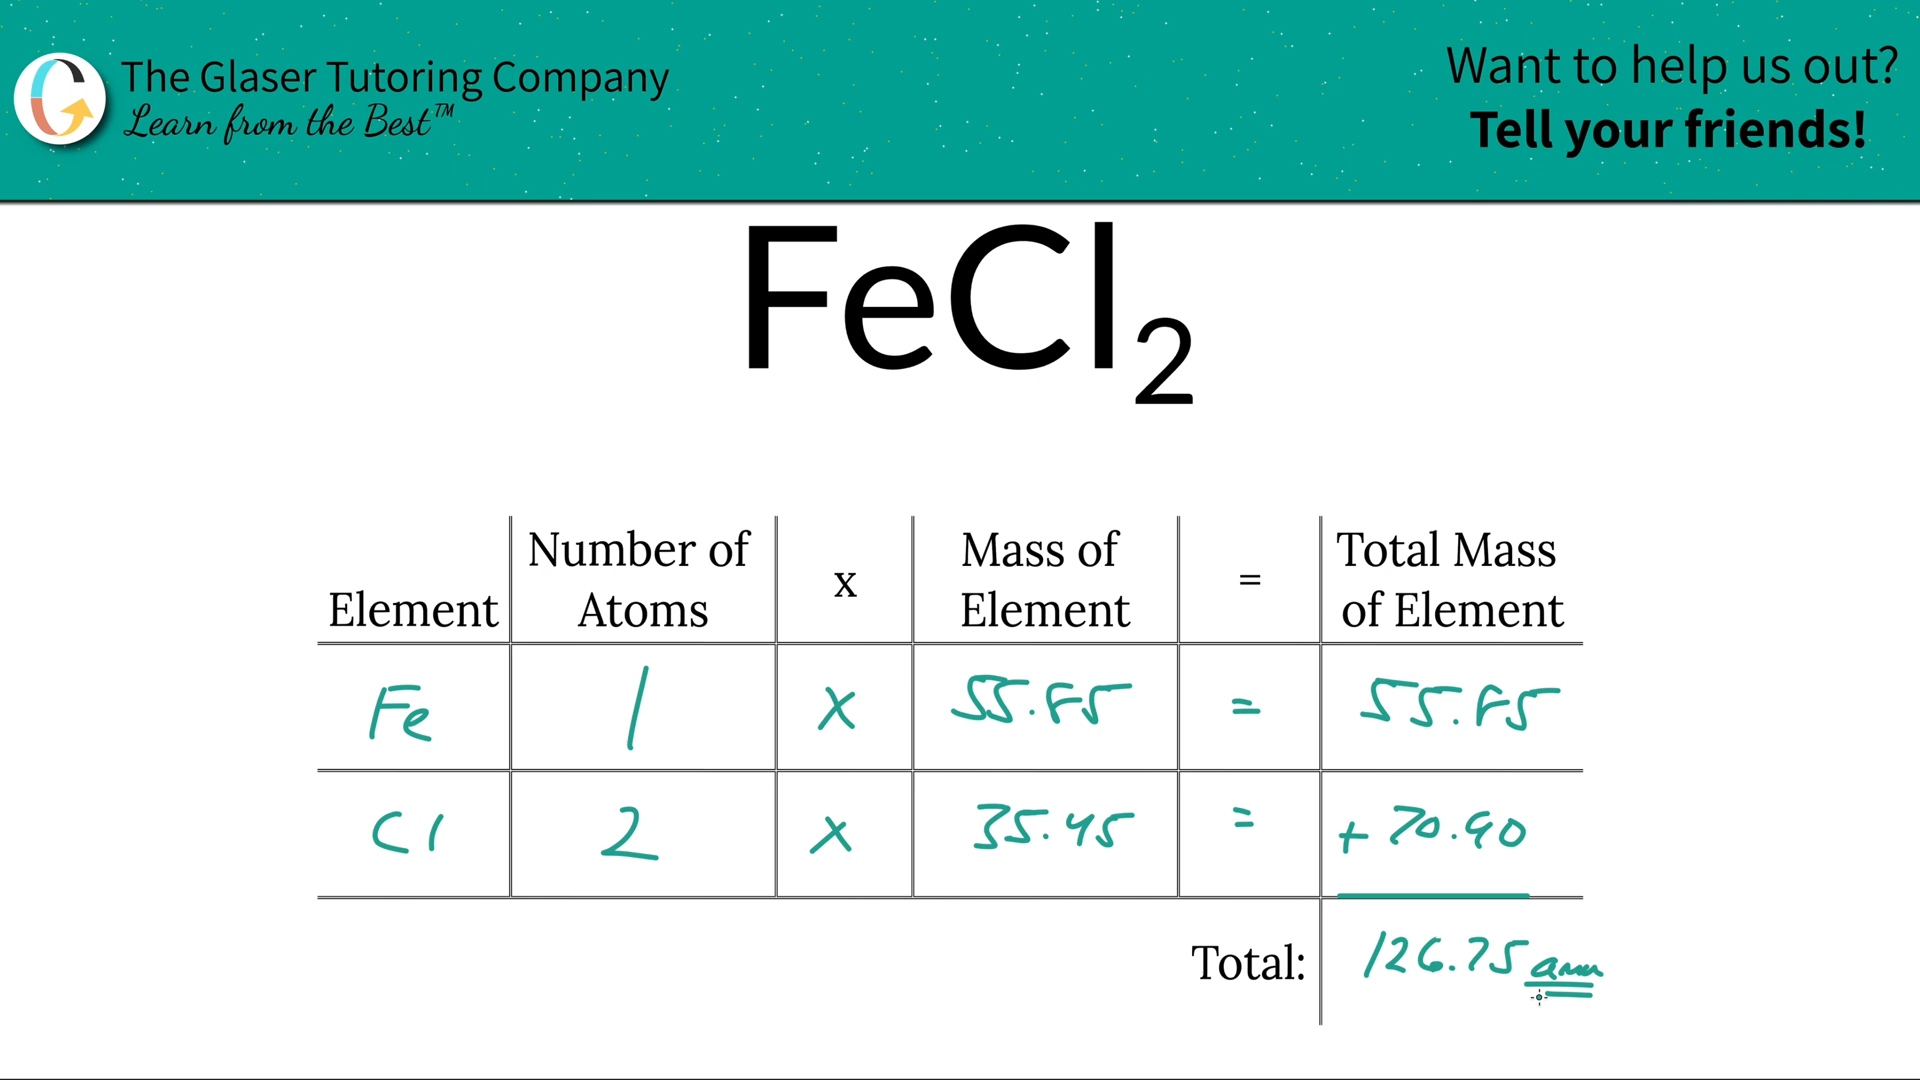 The Glaser Tutoring Company
Learn from the Best™
Want to help us out?
Tell your friends!
FeCl₂
Element Number of Atoms x Mass of Element = Total Mass of Element
Fe 1 x 55.85 = 55.85
Cl 2 x 35.45 = + 70.90
Total: 126.75 amu